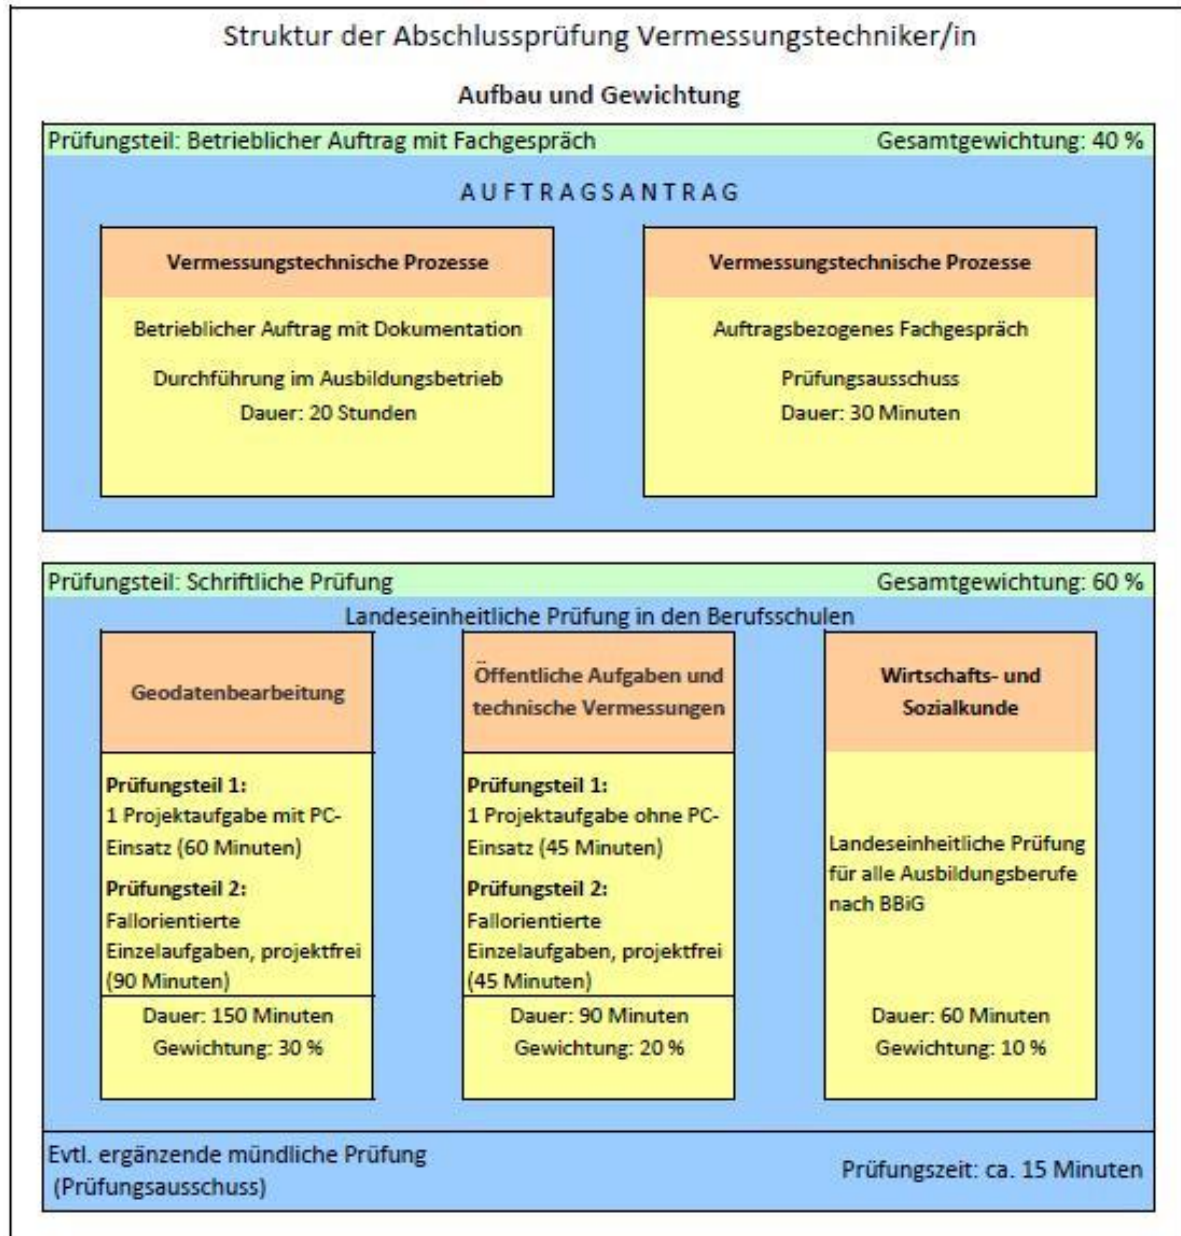 Struktur der Abschlussprüfung Vermessungstechniker/in
Aufbau und Gewichtung
Prüfungsteil: Betrieblicher Auftrag mit Fachgespräch
Gesamtgewichtung: 40 %
AUFTRAGSANTRAG
Vermessungstechnische Prozesse
Betrieblicher Auftrag mit Dokumentation
Durchführung im Ausbildungsbetrieb
Dauer: 20 Stunden
Vermessungstechnische Prozesse
Auftragsbezogenes Fachgespräch
Prüfungsausschuss
Dauer: 30 Minuten
Prüfungsteil: Schriftliche Prüfung
Gesamtgewichtung: 60 %
Landeseinheitliche Prüfung in den Berufsschulen
Geodatenbearbeitung
Prüfungsteil 1:
1 Projektaufgabe mit PC-
Einsatz (60 Minuten)
Prüfungsteil 2:
Fallorientierte
Einzelaufgaben, projektfrei
(90 Minuten)
Dauer: 150 Minuten
Gewichtung: 30 %
Öffentliche Aufgaben und
technische Vermessungen
Prüfungsteil 1:
1 Projektaufgabe ohne PC-
Einsatz (45 Minuten)
Prüfungsteil 2:
Fallorientierte
Einzelaufgaben, projektfrei
(45 Minuten)
Dauer: 90 Minuten
Gewichtung: 20 %
Wirtschafts- und
Sozialkunde
Landeseinheitliche Prüfung
für alle Ausbildungsberufe
nach BBiG
Dauer: 60 Minuten
Gewichtung: 10 %
Evtl. ergänzende mündliche Prüfung
(Prüfungsausschuss)
Prüfungszeit: ca. 15 Minuten